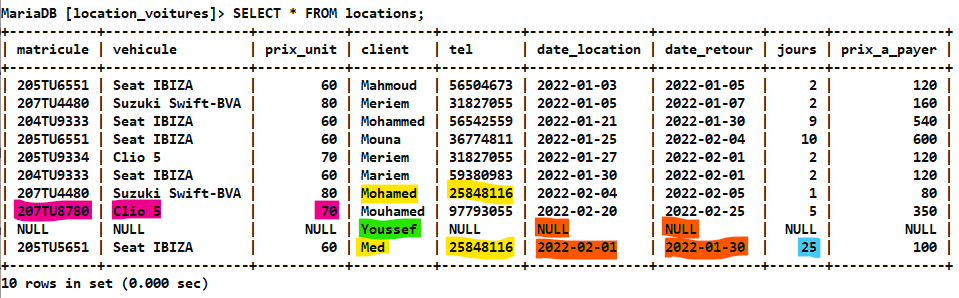 MariaDB [location_voitures]> SELECT * FROM locations;
| matricule | vehicule | prix_unit | client | tel | date_location | date_retour | jours | prix_a_payer |
| 205TU6551 | Seat IBIZA | 60 | Mahmoud | 56504673 | 2022-01-03 | 2022-01-05 | 2 | 120 |
| 207TU4480 | Suzuki Swift-BVA | 80 | Meriem | 31827055 | 2022-01-05 | 2022-01-07 | 2 | 160 |
| 204TU9333 | Seat IBIZA | 60 | Mohammed | 56542559 | 2022-01-21 | 2022-01-30 | 9 | 540 |
| 205TU6551 | Seat IBIZA | 60 | Mouna | 36774811 | 2022-01-25 | 2022-02-04 | 10 | 600 |
| 205TU9334 | Clio 5 | 70 | Meriem | 31827055 | 2022-01-27 | 2022-02-01 | 2 | 120 |
| 204TU9333 | Seat IBIZA | 60 | Mariem | 59380983 | 2022-01-30 | 2022-02-01 | 2 | 120 |
| 207TU4480 | Suzuki Swift-BVA | 80 | Mohamed | 25848116 | 2022-02-04 | 2022-02-05 | 1 | 80 |
| 207TU8780 | Clio 5 | 70 | Mouhamed | 97793055 | 2022-02-20 | 2022-02-25 | 5 | 350 |
| NULL | NULL | NULL | Youssef | NULL | NULL | NULL | NULL | NULL |
| 205TU5651 | Seat IBIZA | 60 | Med | 25848116 | 2022-02-01 | 2022-01-30 | 25 | 100 |
10 rows in set (0.000 sec)